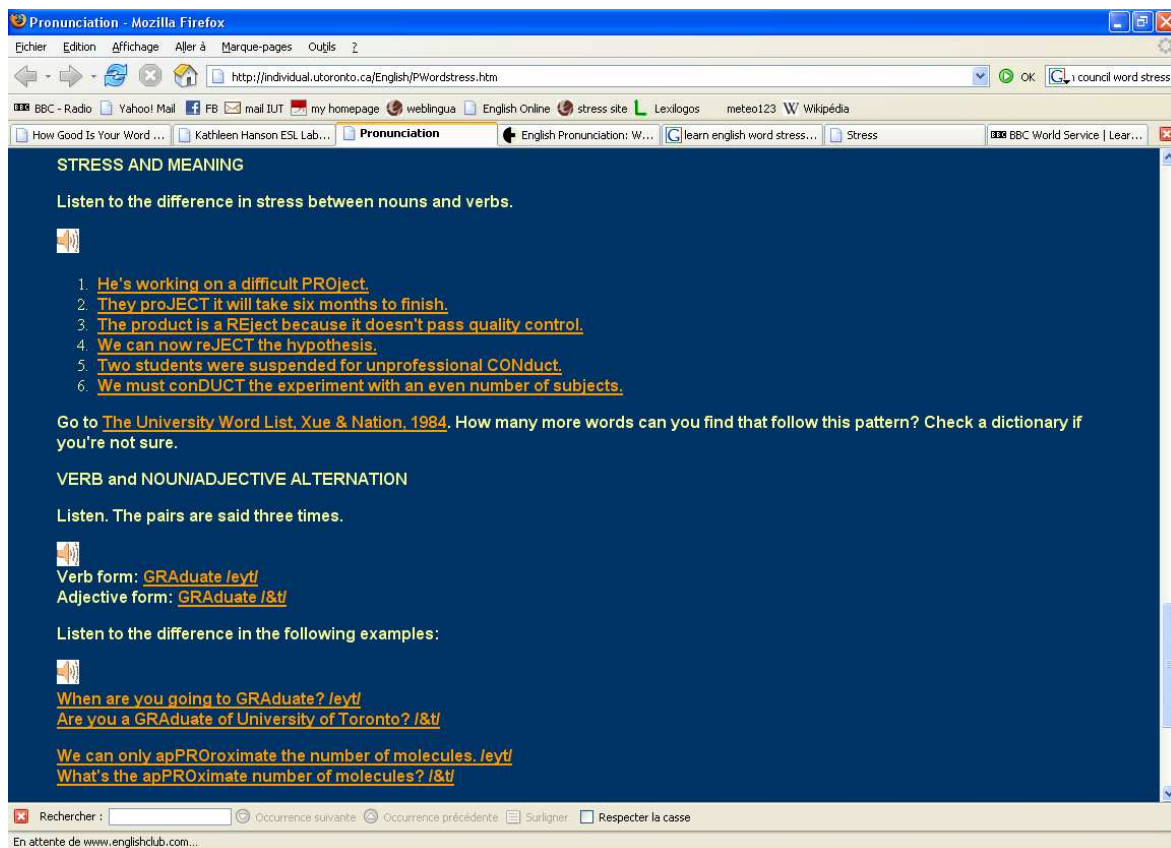 Pronunciation - Mozilla Firefox
Fichier Edition Affichage Aller à Marque-pages Outils ?
http://individual.utoronto.ca/English/PWordstress.htm OK council word stress
BBC - Radio Yahoo! Mail FB mail IUT my homepage weblingua English Online stress site Lexilogos meteo123 Wikipédia
How Good Is Your Word ... Kathleen Hanson ESL Lab... Pronunciation English Pronunciation: W... learn english word stress... Stress BBC World Service | Lear...
STRESS AND MEANING
Listen to the difference in stress between nouns and verbs.
1. He's working on a difficult PROject.
2. They proJECT it will take six months to finish.
3. The product is a REject because it doesn't pass quality control.
4. We can now reJECT the hypothesis.
5. Two students were suspended for unprofessional CONduct.
6. We must conDUCT the experiment with an even number of subjects.
Go to The University Word List, Xue & Nation, 1984. How many more words can you find that follow this pattern? Check a dictionary if
you're not sure.
VERB and NOUN/ADJECTIVE ALTERNATION
Listen. The pairs are said three times.
Verb form: GRAduate /eyt/
Adjective form: GRAduate /&t/
Listen to the difference in the following examples:
When are you going to GRAduate? /eyt/
Are you a GRAduate of University of Toronto? /&t/
We can only apPROroximate the number of molecules. /eyt/
What's the apPROximate number of molecules? /&t/
Rechercher : Occurrence suivante Occurrence précédente Surligner Respecter la casse
En attente de www.englishclub.com...